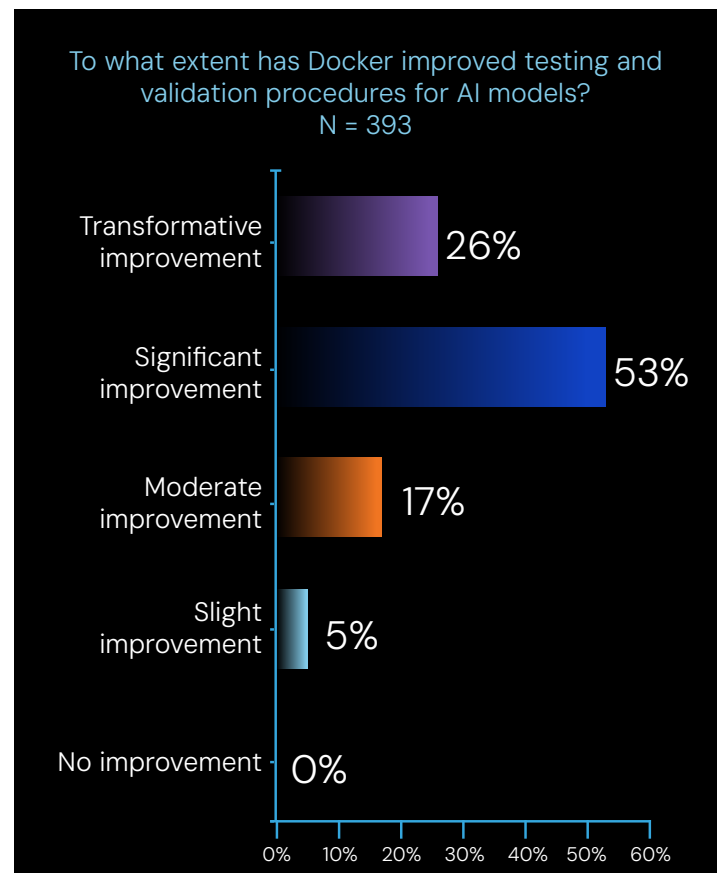 To what extent has Docker improved testing and
validation procedures for AI models?
N = 393
Transformative
improvement
26%
Significant
improvement
53%
Moderate
improvement
17%
Slight
improvement
5%
No improvement
0%
0% 10% 20% 30% 40% 50% 60%